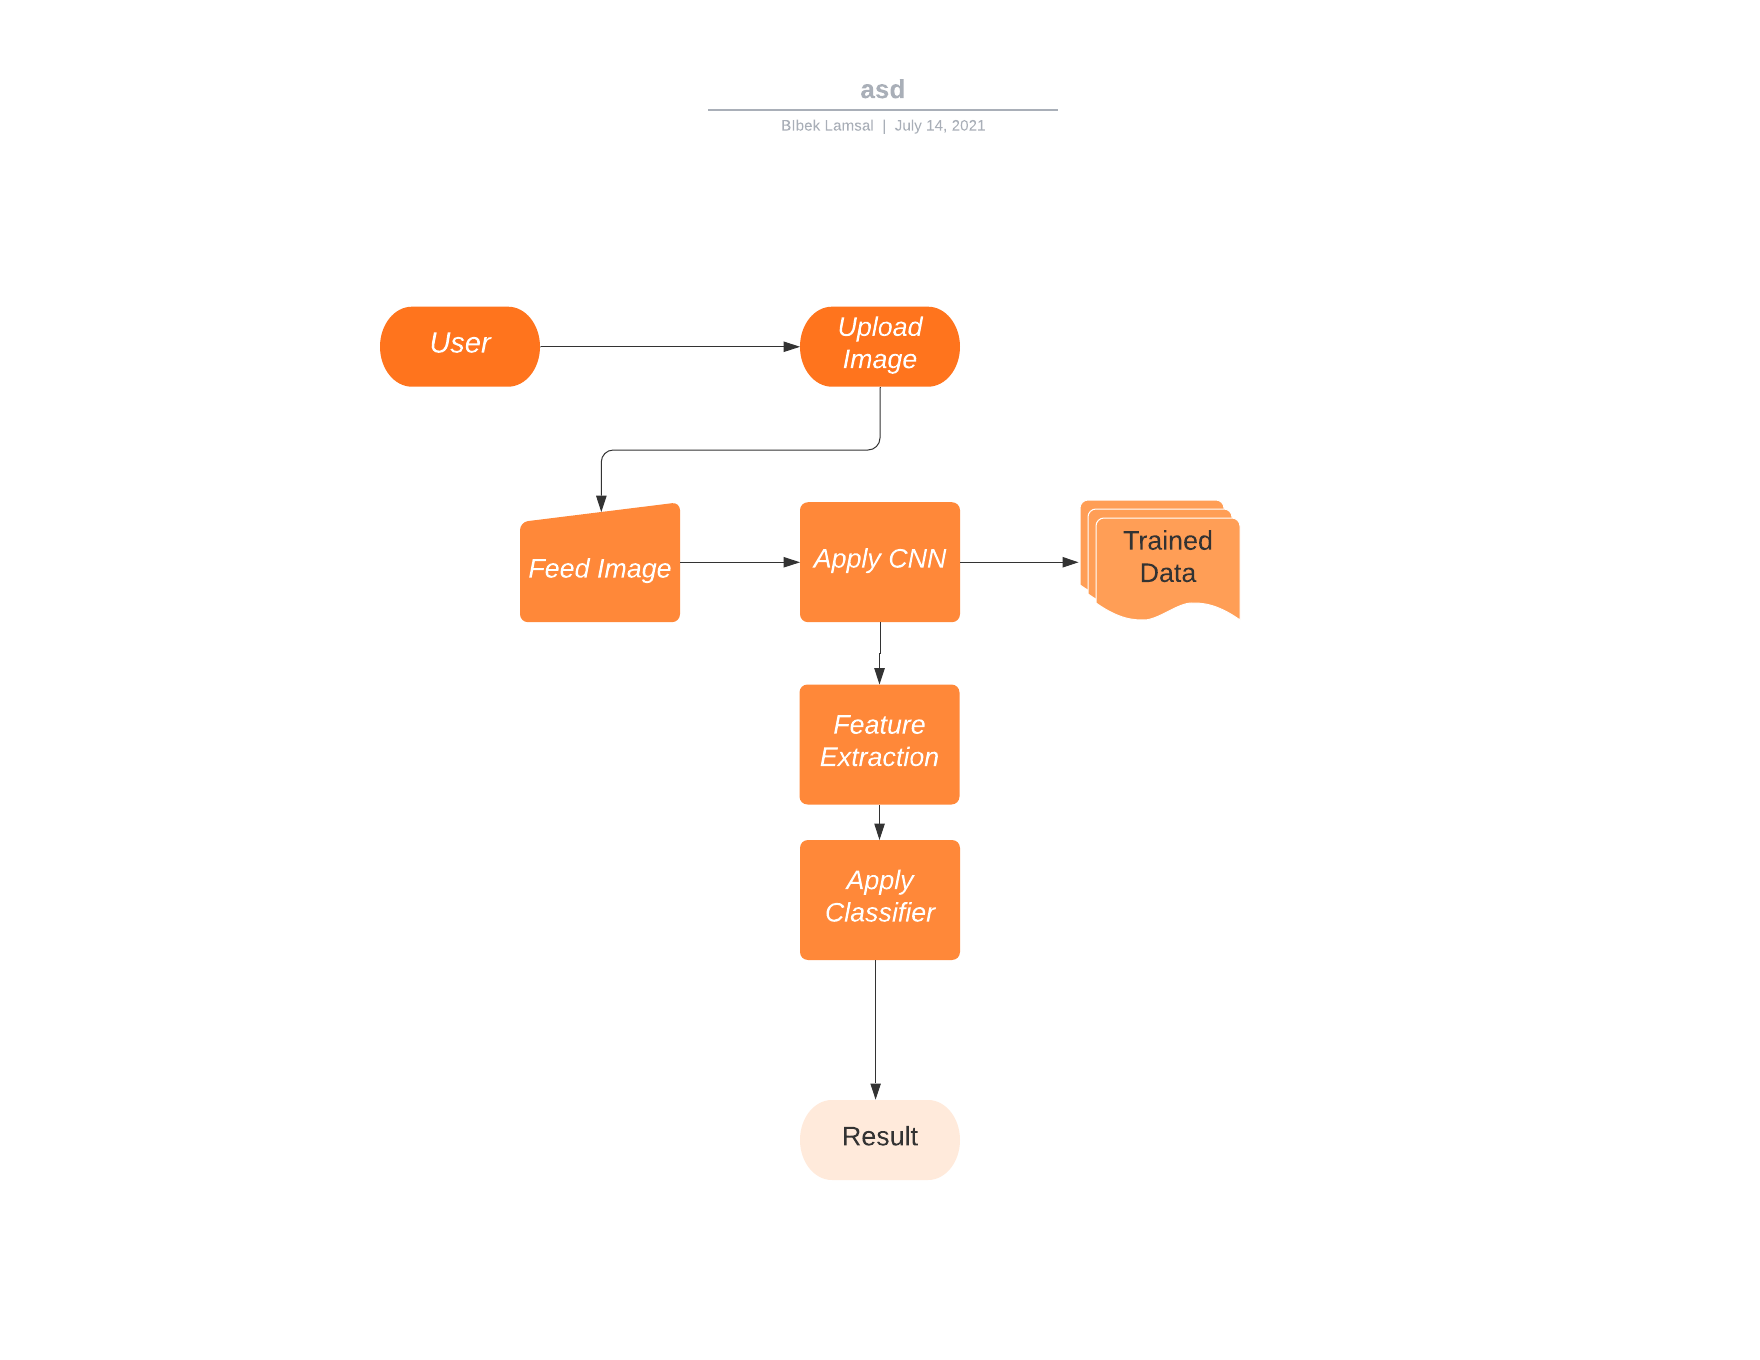 asd
BIbek Lamsal | July 14, 2021
User
Upload
Image
Feed Image
Apply CNN
Trained
Data
Feature
Extraction
Apply
Classifier
Result